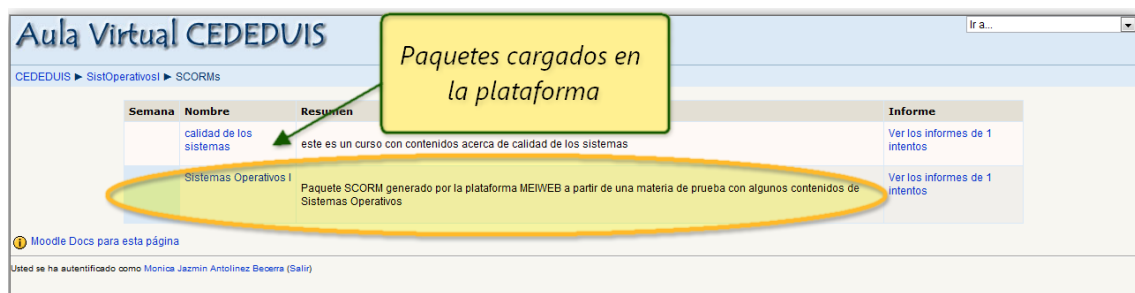 Aula Virtual CEDEDUIS
Ir a...
Paquetes cargados en
la plataforma
CEDEDUIS ► SistOperativosI ► SCORMs
Semana Nombre Resumen Informe
calidad de los
sistemas
este es un curso con contenidos acerca de calidad de los sistemas
Ver los informes de 1
intentos
Sistemas Operativos I
Paquete SCORM generado por la plataforma MEIWEB a partir de una materia de prueba con algunos contenidos de
Sistemas Operativos
Ver los informes de 1
intentos
Moodle Docs para esta página
Usted se ha autentificado como Monica Jazmin Antolinez Becerra (Salir)